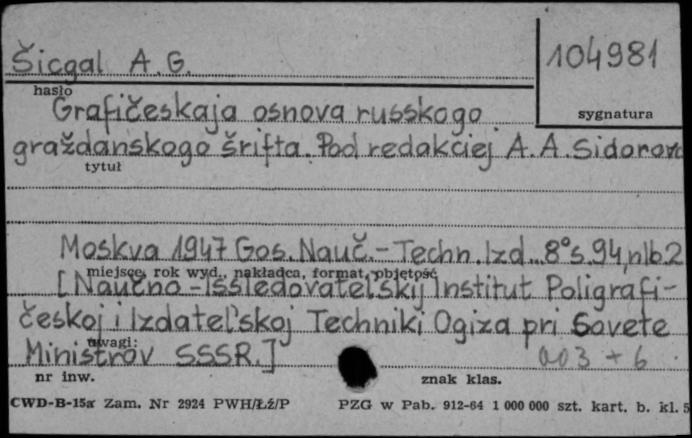 Šicgal A.G.
104981
hasło
sygnatura
Grafičeskaja osnova russkogo
graždanskogo šrifta. Pod redakciej A.A. Sidorova
tytuł
Moskva 1947 Gos. Nauč.-Techn. Izd.. 8° s. 94, nlb. 2
miejsce, rok wyd., nakładca, format, objętość
[Naučno-Issledovatel'skij Institut Poligrafi-
českoj i Izdatel'skoj Techniki Ogiza pri Sovete
uwagi:
Ministrov SSSR.]
003 + 6
nr inw.
znak klas.
CWD-B-15a Zam. Nr 2924 PWH/Łź/P PZG w Pab. 912-64 1 000 000 szt. kart. b. kl. 5